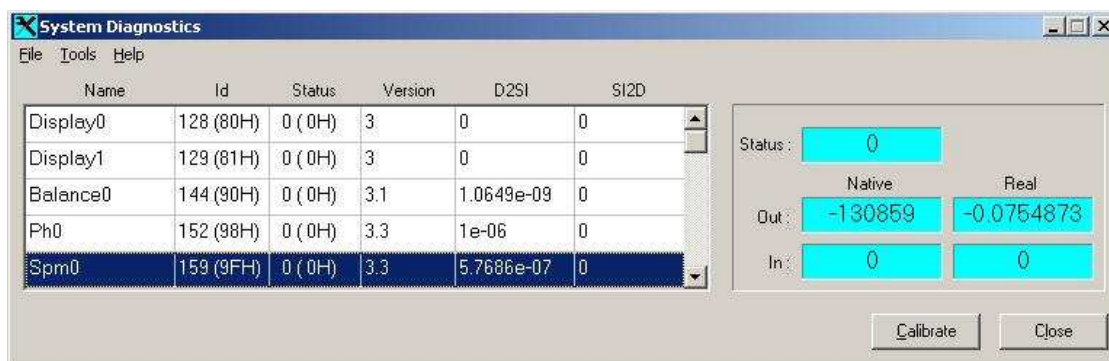 System Diagnostics
File Tools Help
Name Id Status Version D2SI SI2D
Display0 128 (80H) 0 ( 0H) 3 0 0
Display1 129 (81H) 0 ( 0H) 3 0 0
Balance0 144 (90H) 0 ( 0H) 3.1 1.0649e-09 0
Ph0 152 (98H) 0 ( 0H) 3.3 1e-06 0
Spm0 159 (9FH) 0 ( 0H) 3.3 5.7686e-07 0
Status : 0
Native Real
Out : -130859 -0.0754873
In : 0 0
Calibrate Close